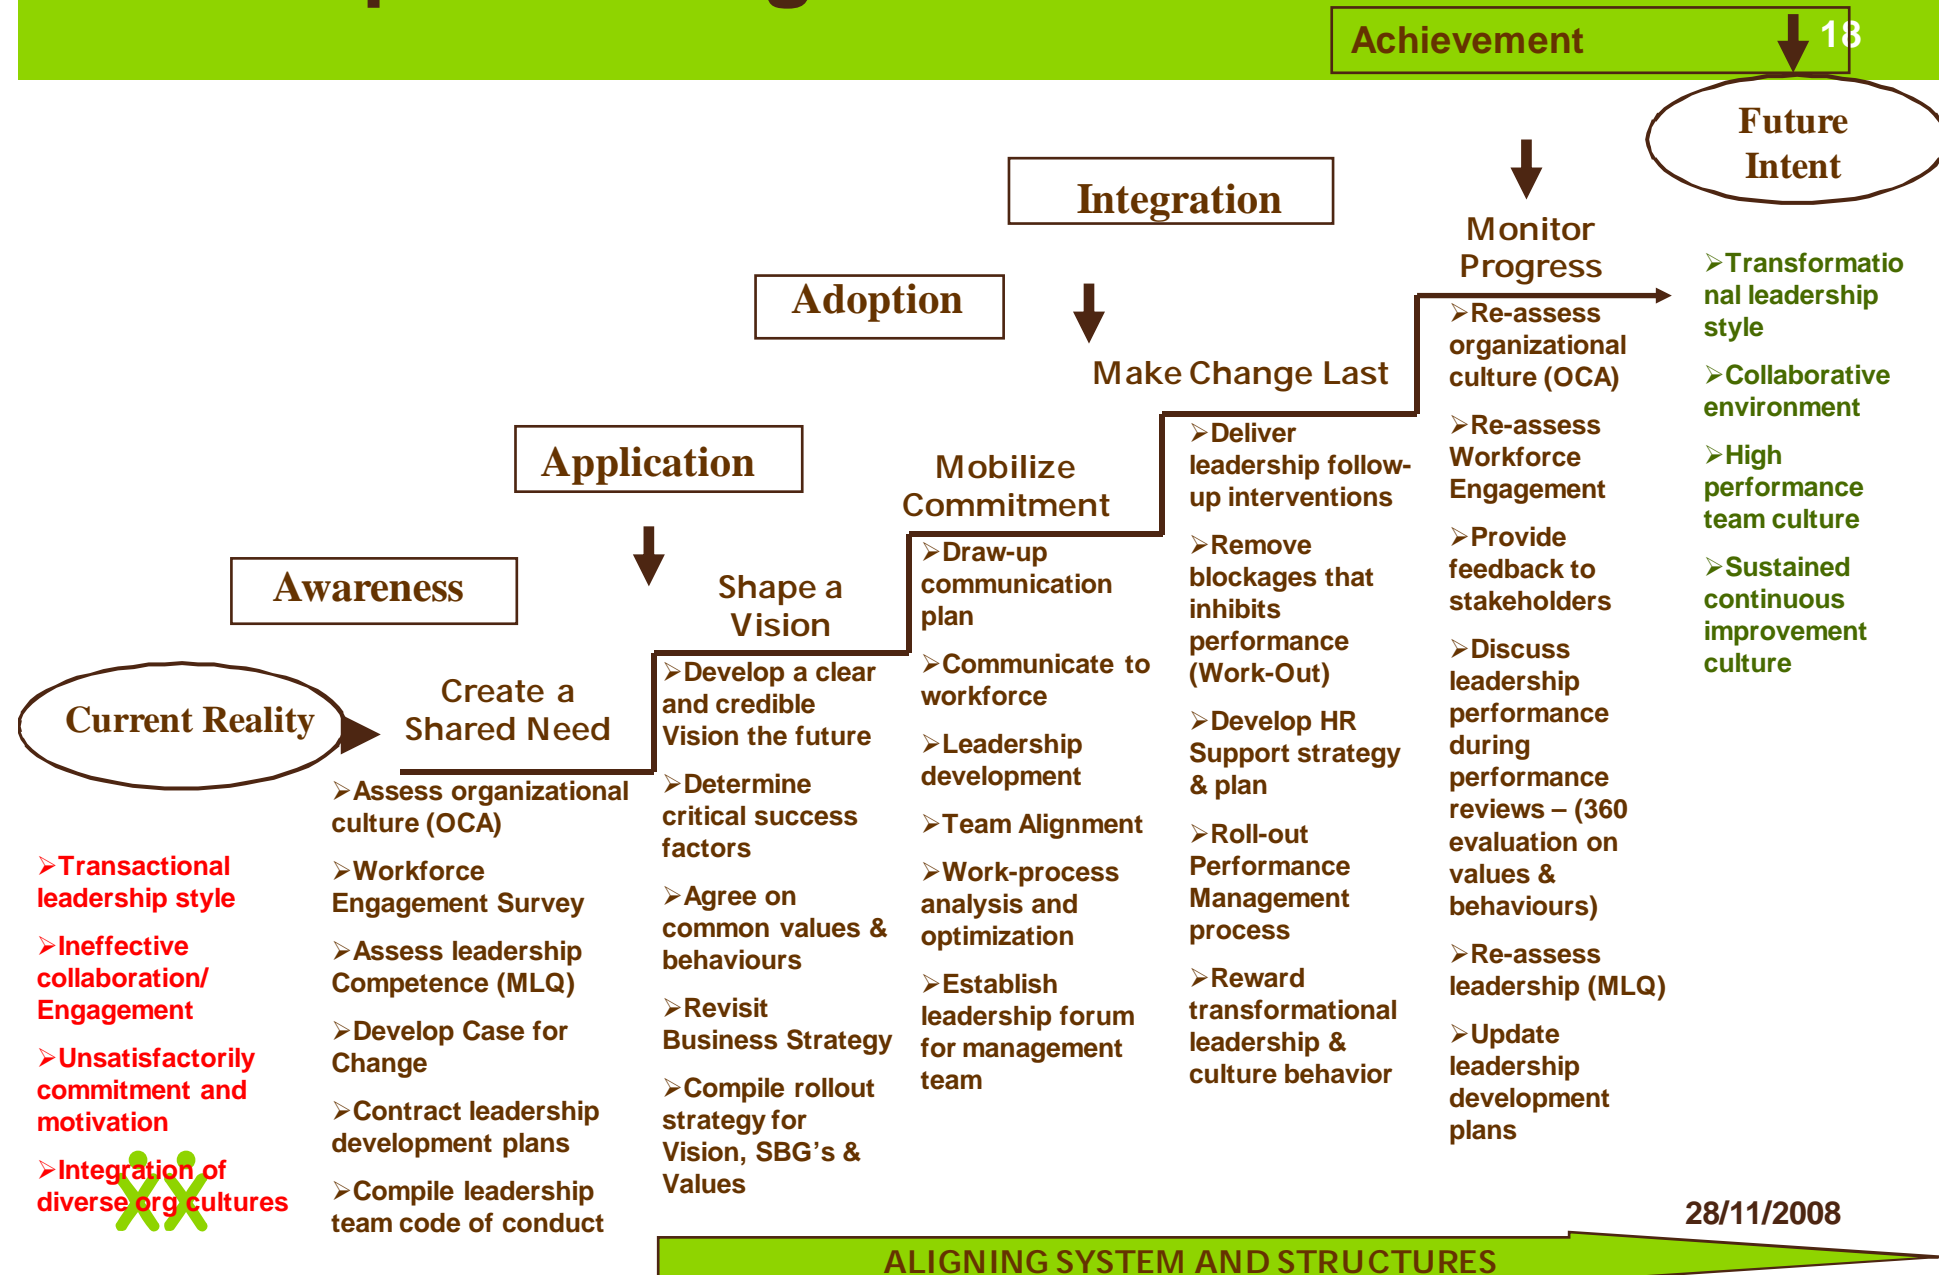 Achievement
18
Future
Intent
Integration
Monitor
Progress
Adoption
Make Change Last
Application
Mobilize
Commitment
Awareness
Shape a
Vision
Current Reality
Create a
Shared Need
➢Transactional
leadership style
➢Ineffective
collaboration/
Engagement
➢Unsatisfactorily
commitment and
motivation
➢Integration of
diverse org cultures
➢Assess organizational
culture (OCA)
➢Workforce
Engagement Survey
➢Assess leadership
Competence (MLQ)
➢Develop Case for
Change
➢Contract leadership
development plans
➢Compile leadership
team code of conduct
➢Develop a clear
and credible
Vision the future
➢Determine
critical success
factors
➢Agree on
common values &
behaviours
➢Revisit
Business Strategy
➢Compile rollout
strategy for
Vision, SBG's &
Values
➢Draw-up
communication
plan
➢Communicate to
workforce
➢Leadership
development
➢Team Alignment
➢Work-process
analysis and
optimization
➢Establish
leadership forum
for management
team
➢Deliver
leadership follow-
up interventions
➢Remove
blockages that
inhibits
performance
(Work-Out)
➢Develop HR
Support strategy
& plan
➢Roll-out
Performance
Management
process
➢Reward
transformational
leadership &
culture behavior
➢Re-assess
organizational
culture (OCA)
➢Re-assess
Workforce
Engagement
➢Provide
feedback to
stakeholders
➢Discuss
leadership
performance
during
performance
reviews – (360
evaluation on
values &
behaviours)
➢Re-assess
leadership (MLQ)
➢Update
leadership
development
plans
➢Transformatio
nal leadership
style
➢Collaborative
environment
➢High
performance
team culture
➢Sustained
continuous
improvement
culture
28/11/2008
ALIGNING SYSTEM AND STRUCTURES